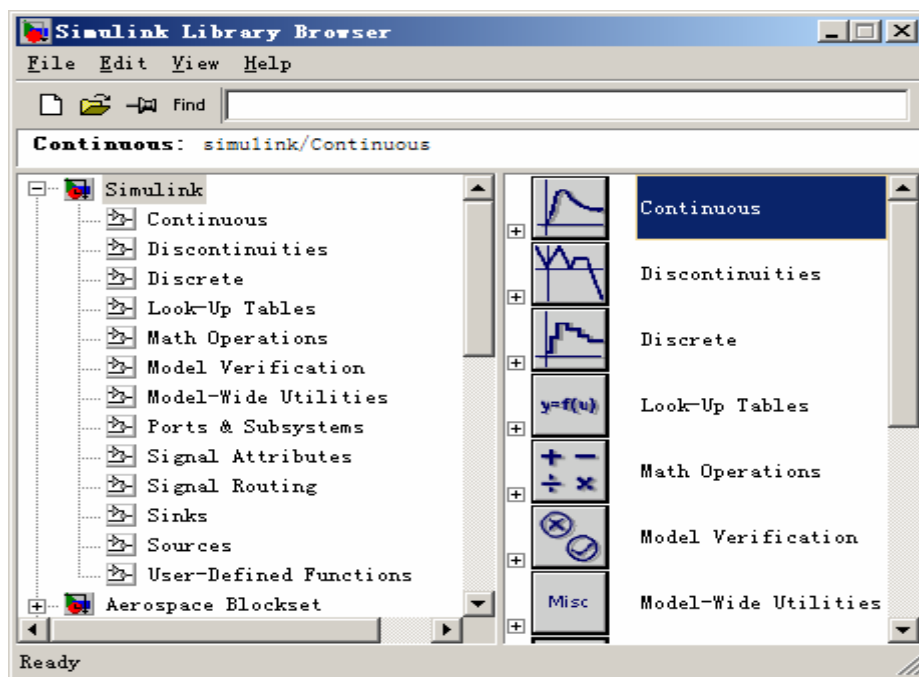 Simulink Library Browser
File Edit View Help
Find
Continuous: simulink/Continuous
Simulink
Continuous
Discontinuities
Discrete
Look-Up Tables
Math Operations
Model Verification
Model-Wide Utilities
Ports & Subsystems
Signal Attributes
Signal Routing
Sinks
Sources
User-Defined Functions
Aerospace Blockset
Continuous
Discontinuities
Discrete
y=f(u) Look-Up Tables
Math Operations
Model Verification
Misc Model-Wide Utilities
Ready